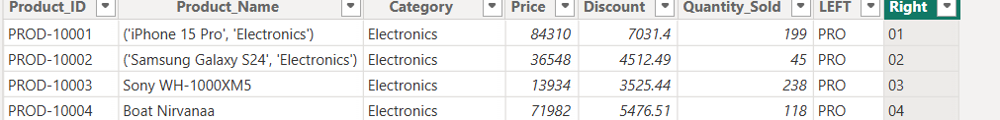 Product_ID Product_Name Category Price Discount Quantity_Sold LEFT Right
PROD-10001 ('iPhone 15 Pro', 'Electronics') Electronics 84310 7031.4 199 PRO 01
PROD-10002 ('Samsung Galaxy S24', 'Electronics') Electronics 36548 4512.49 45 PRO 02
PROD-10003 Sony WH-1000XM5 Electronics 13934 3525.44 238 PRO 03
PROD-10004 Boat Nirvanaa Electronics 71982 5476.51 118 PRO 04